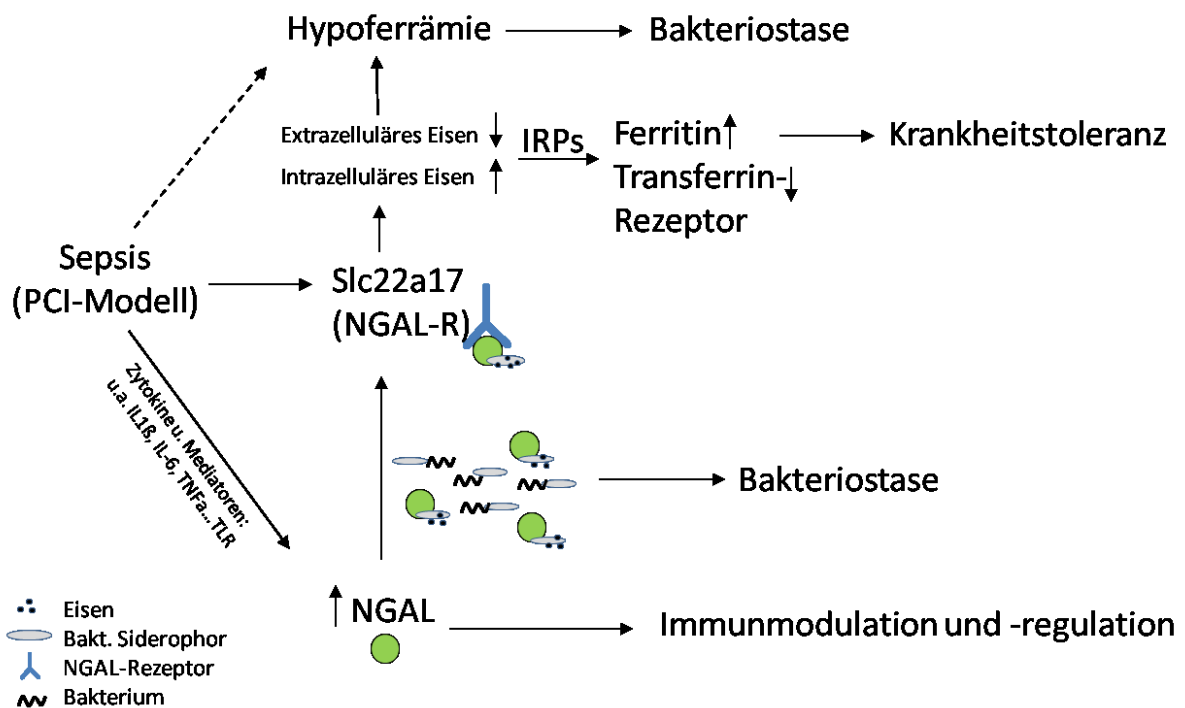 Hypoferrämie
Bakteriostase
Extrazelluläres Eisen
Intrazelluläres Eisen
IRPs
Ferritin
Transferrin-
Rezeptor
Krankheitstoleranz
Sepsis
(PCI-Modell)
Slc22a17
(NGAL-R)
Zytokine u. Mediatoren:
u.a. IL1ß, IL-6, TNFa... TLR
Bakteriostase
NGAL
Immunmodulation und -regulation
Eisen
Bakt. Siderophor
NGAL-Rezeptor
Bakterium